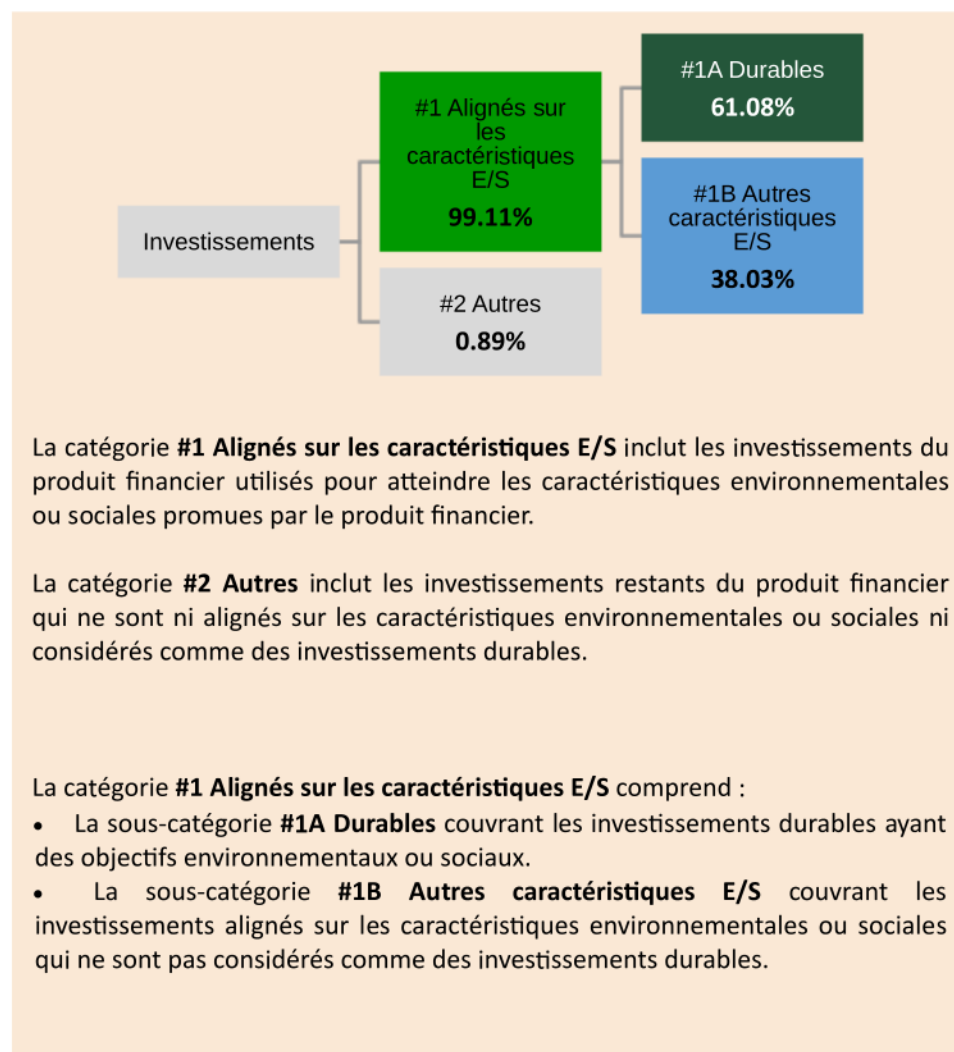 #1A Durables
61.08%
#1 Alignés sur
les
caractéristiques
E/S
99.11%
#1B Autres
caractéristiques
E/S
38.03%
Investissements
#2 Autres
0.89%
La catégorie #1 Alignés sur les caractéristiques E/S inclut les investissements du
produit financier utilisés pour atteindre les caractéristiques environnementales
ou sociales promues par le produit financier.
La catégorie #2 Autres inclut les investissements restants du produit financier
qui ne sont ni alignés sur les caractéristiques environnementales ou sociales ni
considérés comme des investissements durables.
La catégorie #1 Alignés sur les caractéristiques E/S comprend :
• La sous-catégorie #1A Durables couvrant les investissements durables ayant
des objectifs environnementaux ou sociaux.
• La sous-catégorie #1B Autres caractéristiques E/S couvrant les
investissements alignés sur les caractéristiques environnementales ou sociales
qui ne sont pas considérés comme des investissements durables.